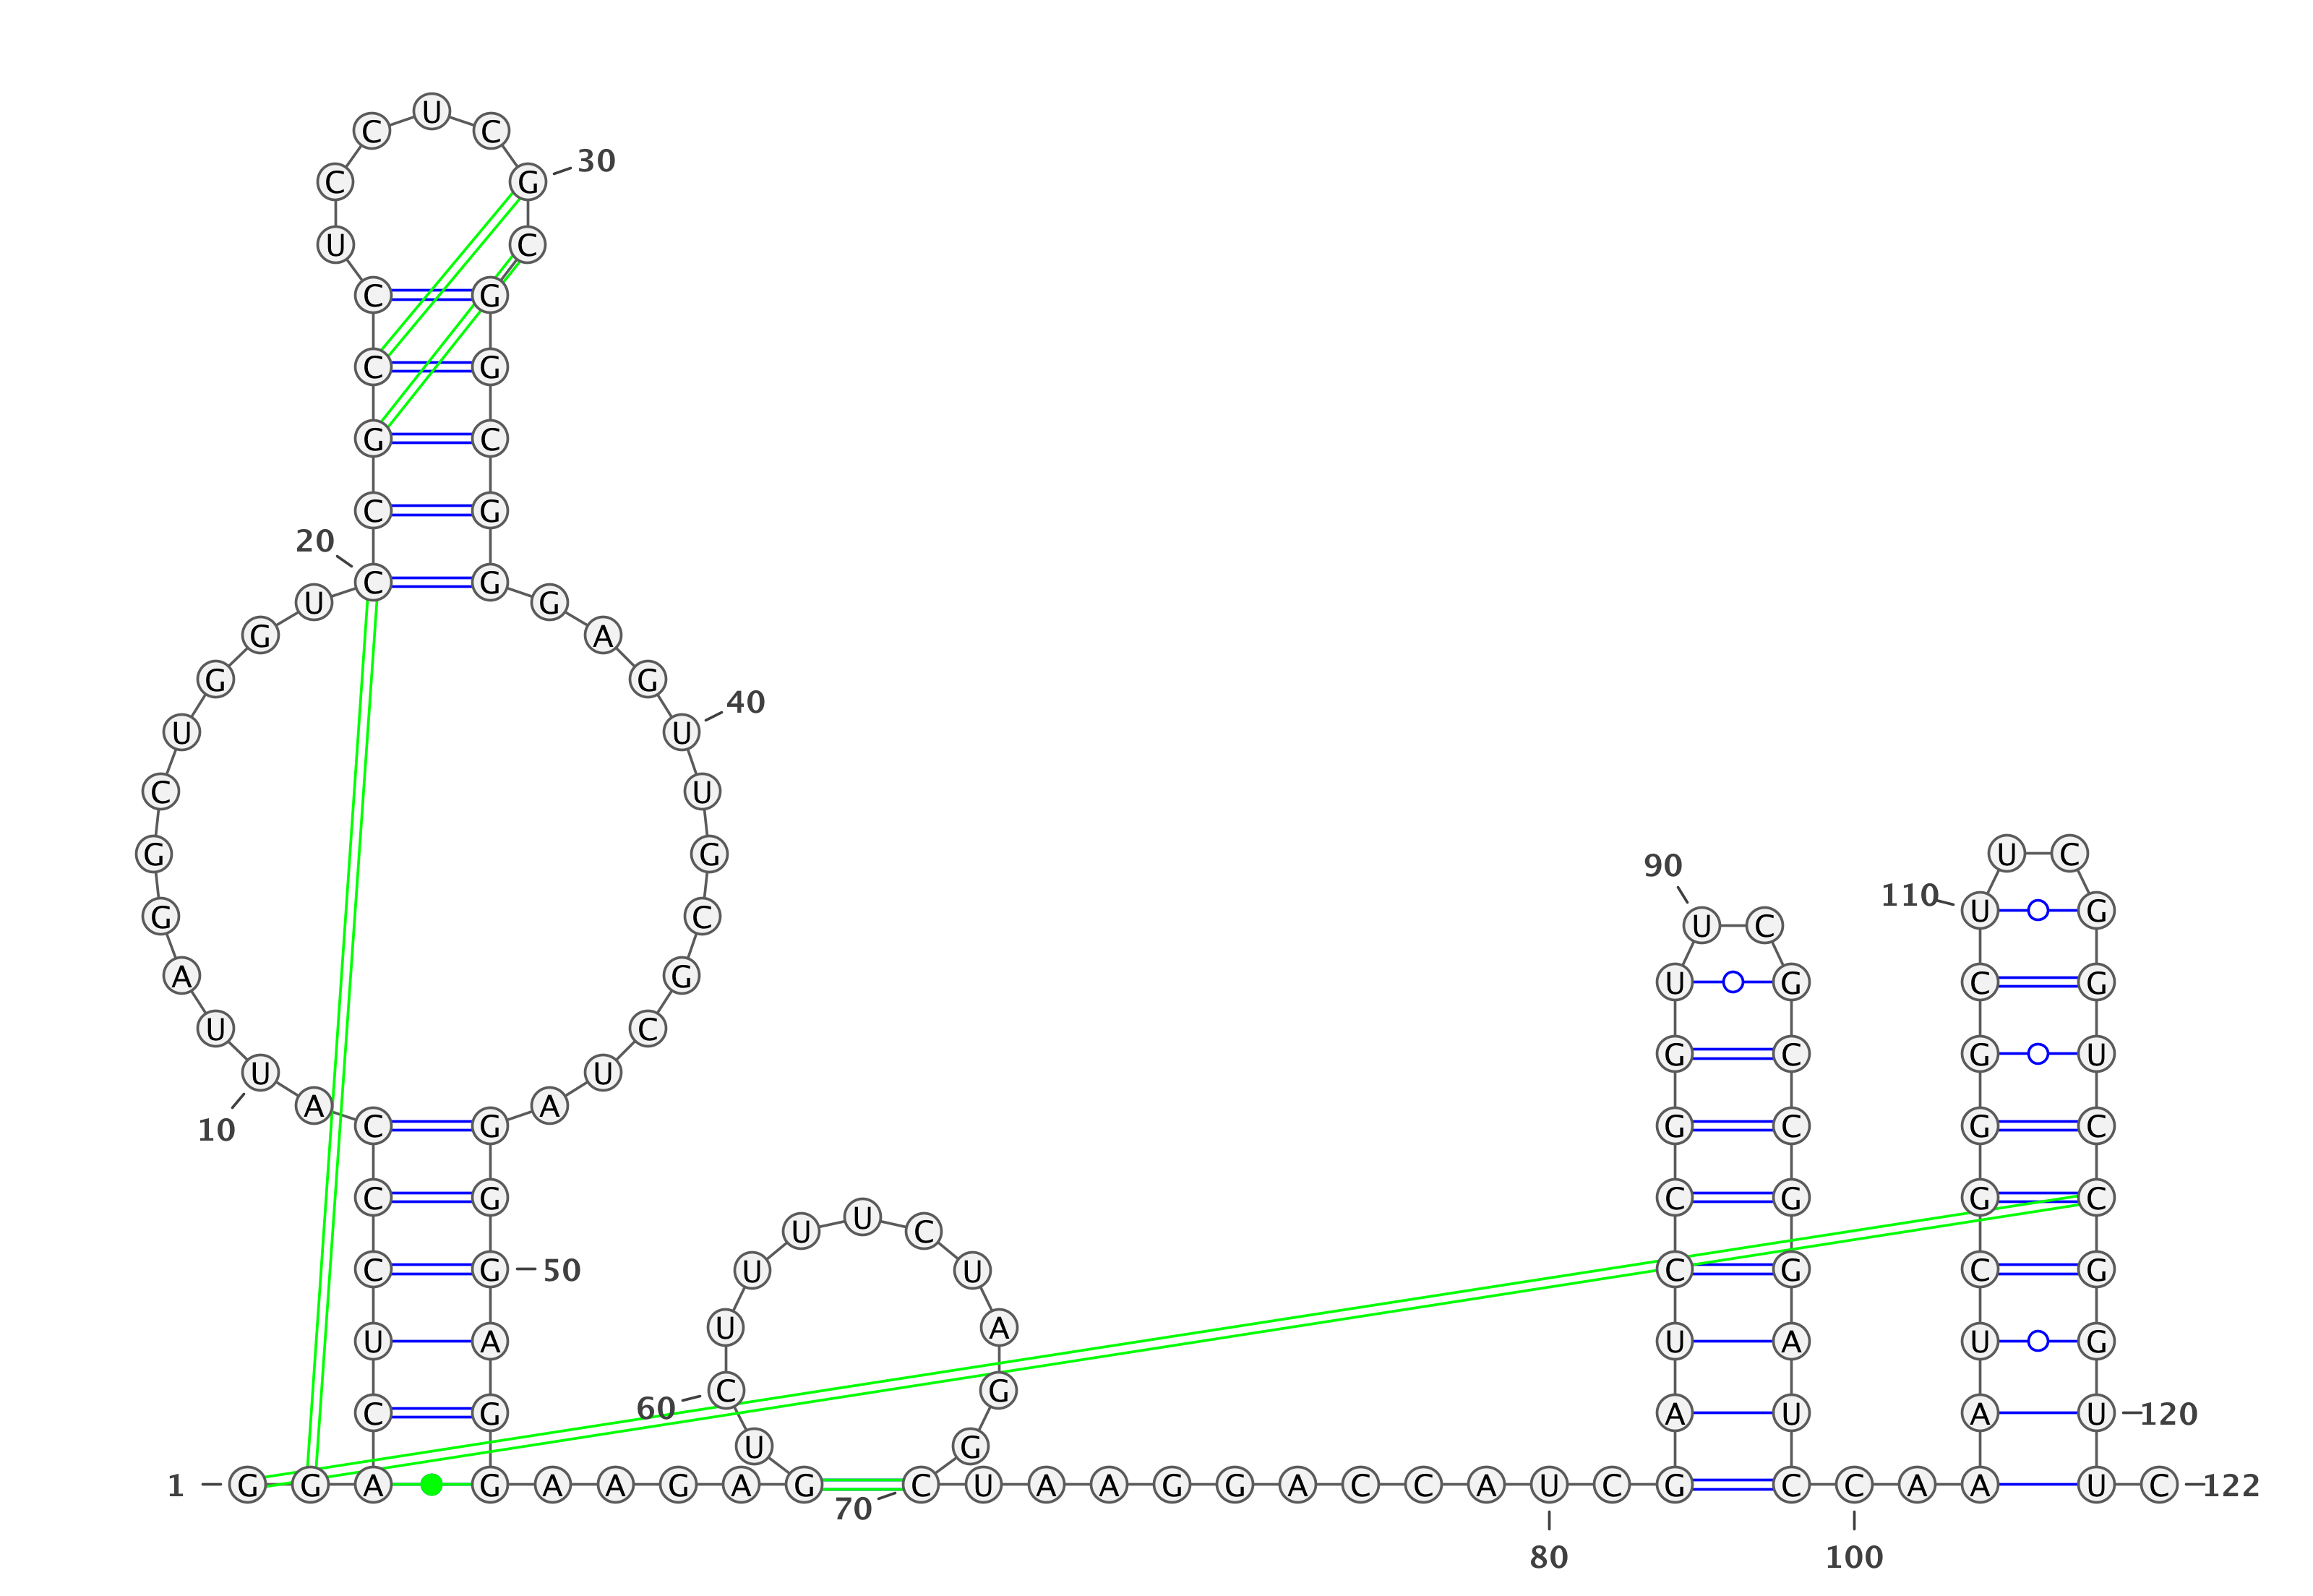 U
C C
C G 30
U C
C G
C G
G C
C G
20
C G
U G
G A
G G
40
U U
C U
G G U C
90
110 U G
G C U C
A G U G C G
U C
G C G U
U U
A A
C G G C G C
10
C G C G G C
U
U C
C G 50 U U C G C G
U A
U A U A U G
C G
60
C G A U A U 120
U G
1 G G A G A A G A G C U A A G G A C C A U C G C C A A U C 122
70
80 100